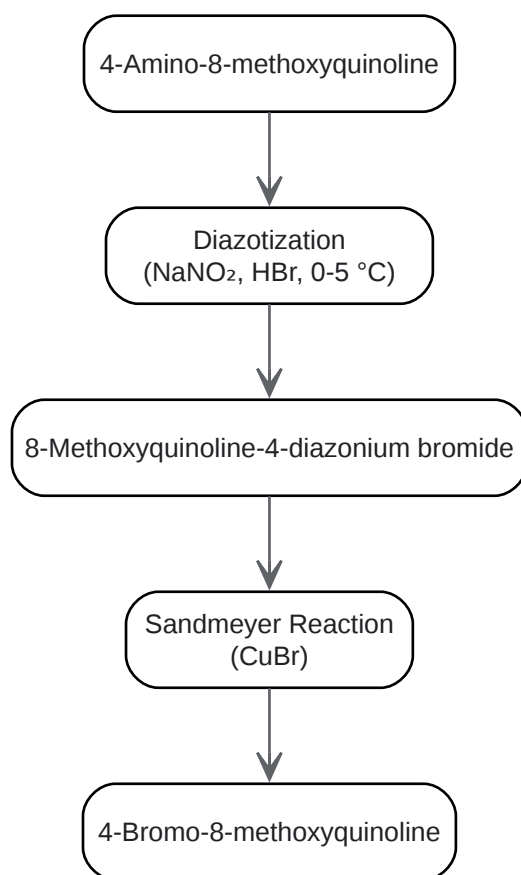 4-Amino-8-methoxyquinoline
Diazotization
(NaNO₂, HBr, 0-5 °C)
8-Methoxyquinoline-4-diazonium bromide
Sandmeyer Reaction
(CuBr)
4-Bromo-8-methoxyquinoline